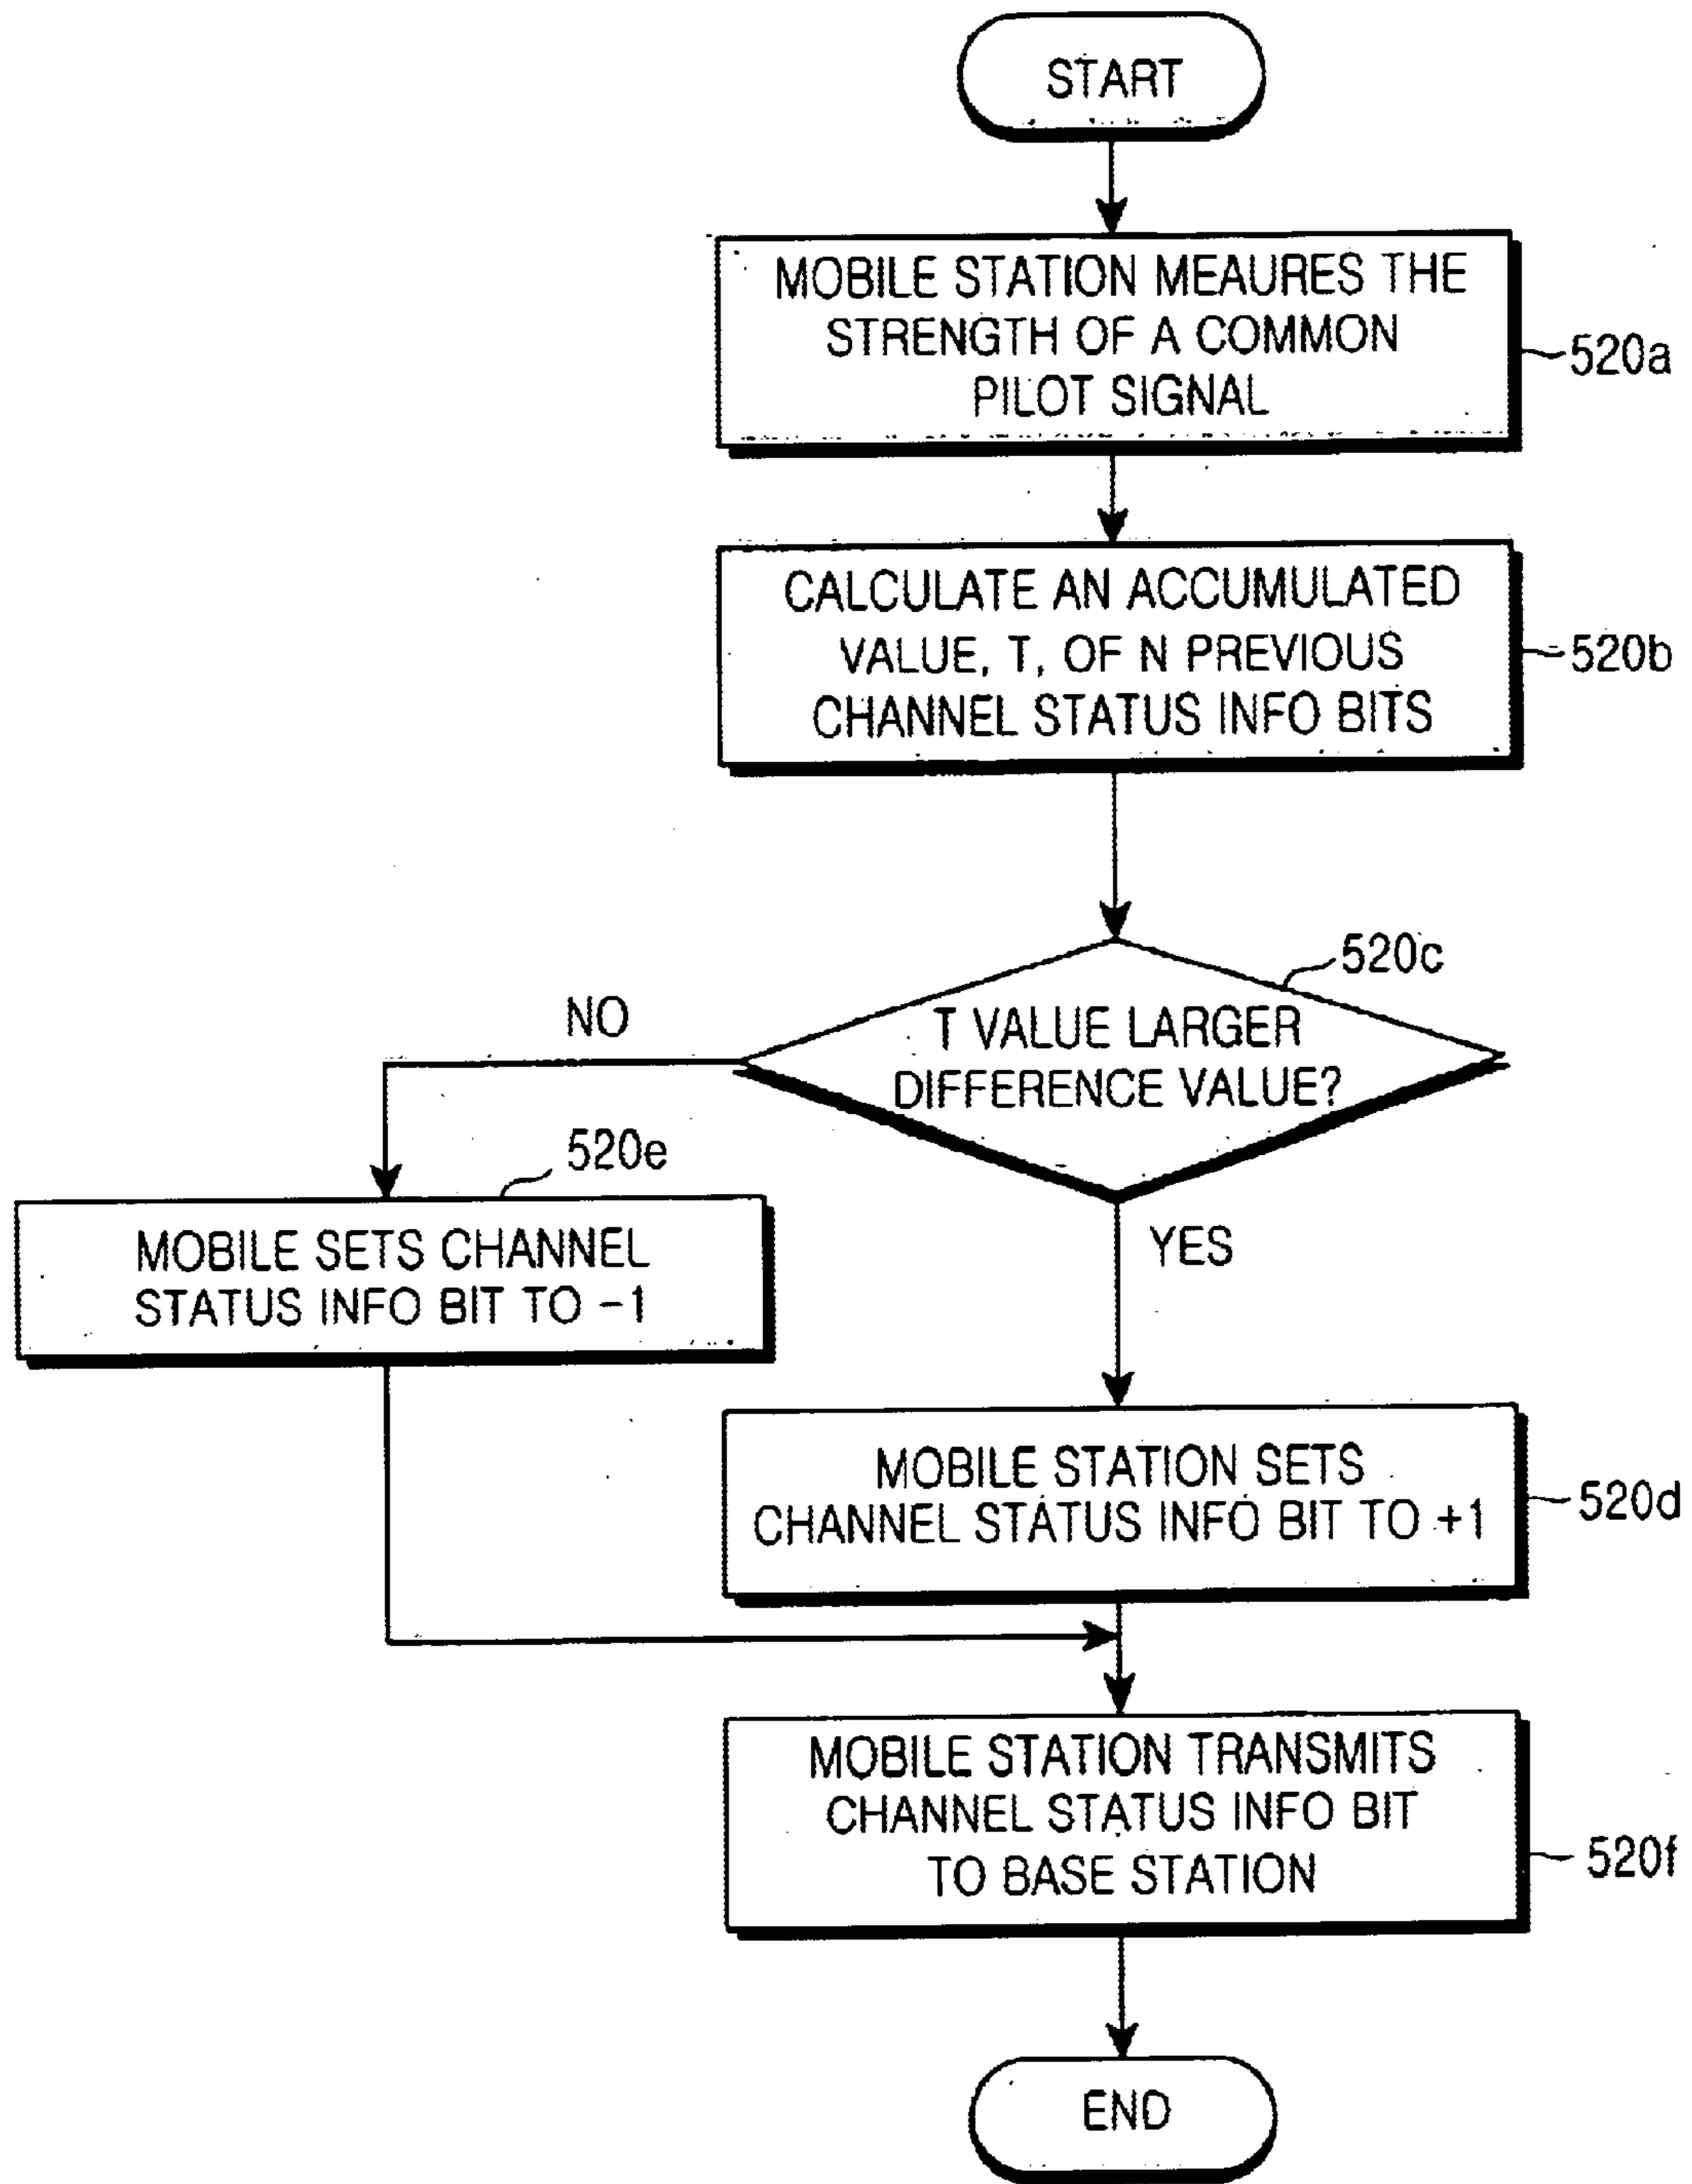 START
MOBILE STATION MEAURES THE
STRENGTH OF A COMMON
PILOT SIGNAL
520a
CALCULATE AN ACCUMULATED
VALUE, T, OF N PREVIOUS
CHANNEL STATUS INFO BITS
520b
520c
T VALUE LARGER
DIFFERENCE VALUE?
NO
YES
520e
MOBILE SETS CHANNEL
STATUS INFO BIT TO -1
MOBILE STATION SETS
CHANNEL STATUS INFO BIT TO +1
520d
MOBILE STATION TRANSMITS
CHANNEL STATUS INFO BIT
TO BASE STATION
520f
END